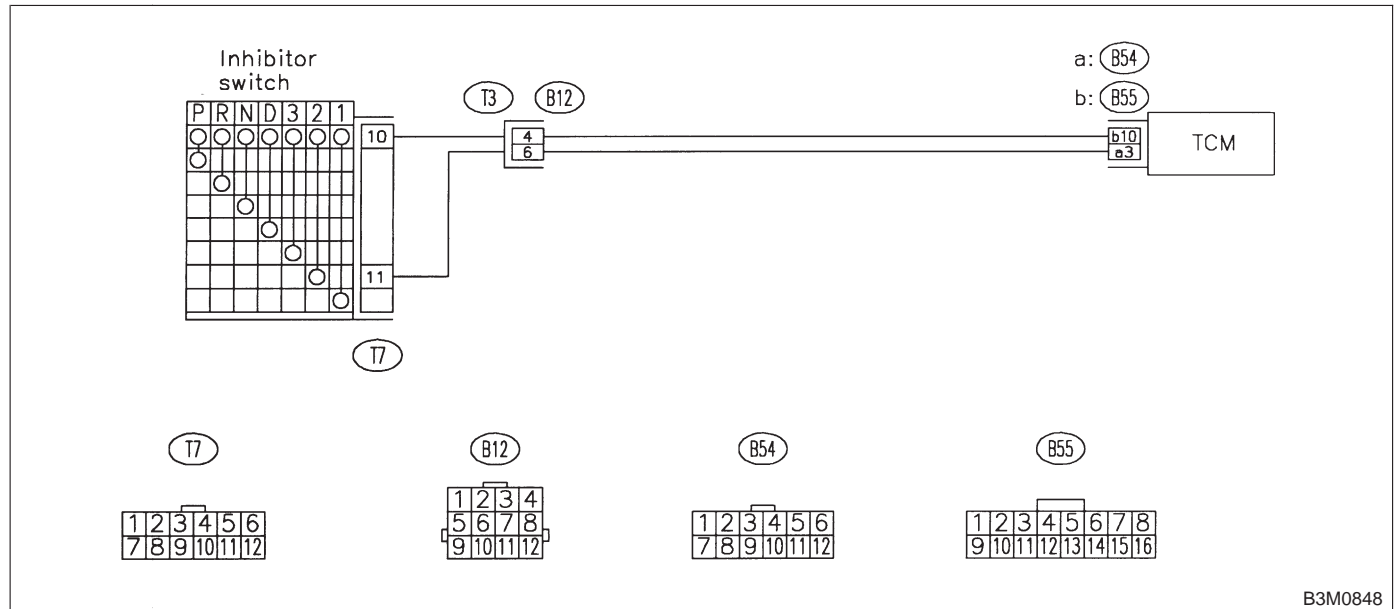 Inhibitor
switch
a: B54
b: B55
T3 B12
P R N D 3 2 1
10
4
6
b10
a3
TCM
11
T7
T7 B12 B54 B55
1 2 3 4 5 6
7 8 9 10 11 12
1 2 3 4
5 6 7 8
9 10 11 12
1 2 3 4 5 6
7 8 9 10 11 12
1 2 3 4 5 6 7 8
9 10 11 12 13 14 15 16
B3M0848